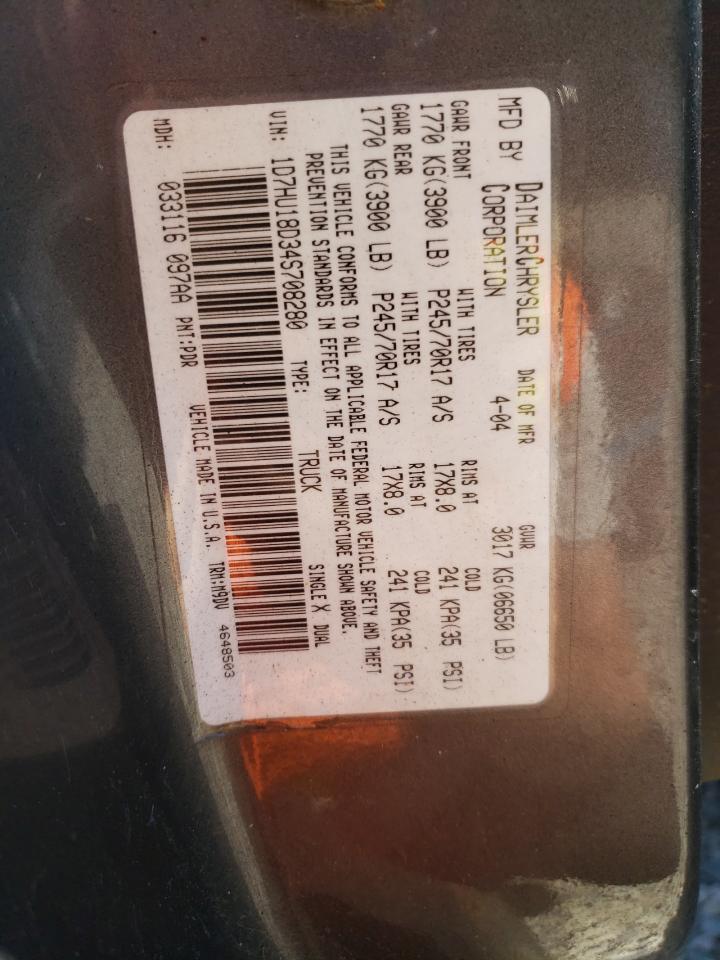 MFD BY DAIMLERCHRYSLER CORPORATION DATE OF MFR 4-04 GVWR 3017 KG(06650 LB)
GAWR FRONT WITH TIRES RIMS AT COLD
1770 KG(3900 LB) P245/70R17 A/S 17X8.0 241 KPA(35 PSI)
GAWR REAR WITH TIRES RIMS AT COLD
1770 KG(3900 LB) P245/70R17 A/S 17X8.0 241 KPA(35 PSI)
THIS VEHICLE CONFORMS TO ALL APPLICABLE FEDERAL MOTOR VEHICLE SAFETY AND THEFT
PREVENTION STANDARDS IN EFFECT ON THE DATE OF MANUFACTURE SHOWN ABOVE.
VIN: 1D7HU18D34S708280 TYPE: TRUCK SINGLE X DUAL
MDH: 033116 097AA PNT:PDR VEHICLE MADE IN U.S.A. TRM:M9DV 4648503